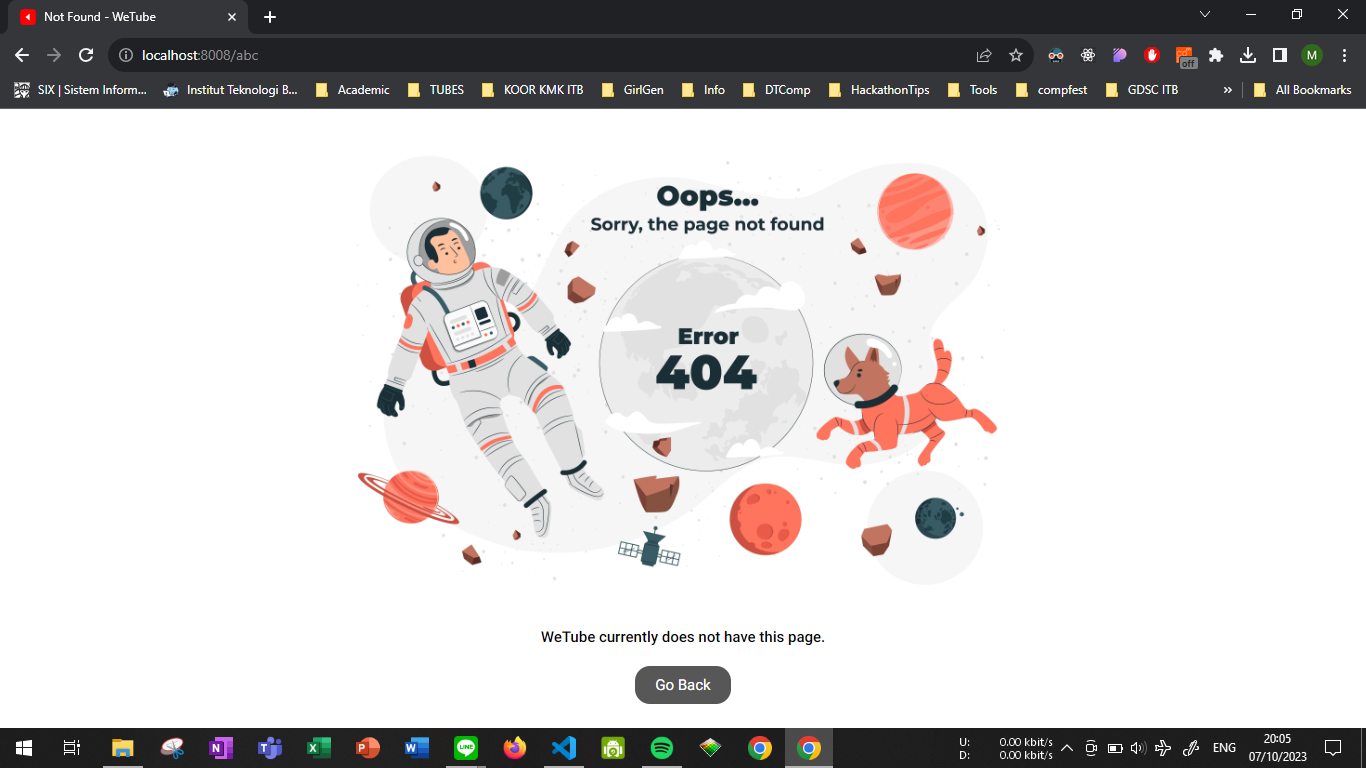 Not Found - WeTube
localhost:8008/abc
off
M
SIX | Sistem Inform...
Institut Teknologi B...
Academic
TUBES
KOOR KMK ITB
GirlGen
Info
DTComp
HackathonTips
Tools
compfest
GDSC ITB
»
All Bookmarks
Oops...
Sorry, the page not found
Error
404
WeTube currently does not have this page.
Go Back
U: 0.00 kbit/s
D: 0.00 kbit/s
ENG
20:05
07/10/2023